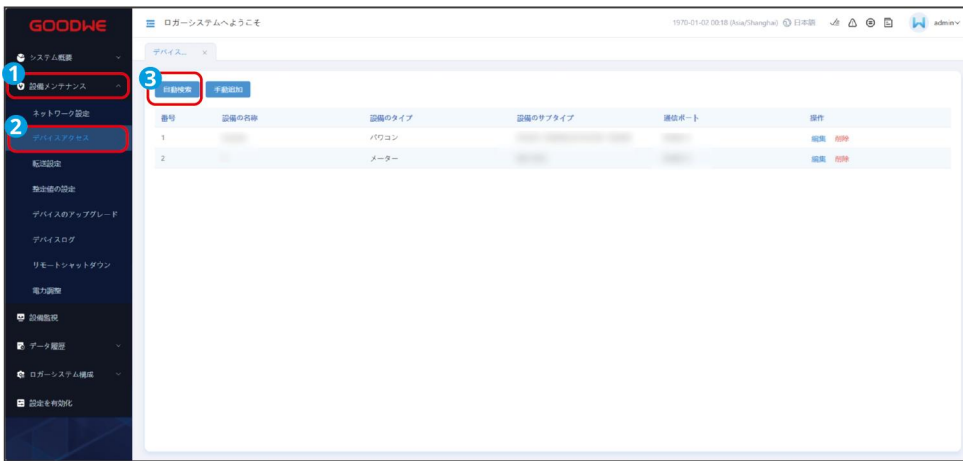 GOODWE
ロガーシステムへようこそ
1970-01-02 00:18 (Asia/Shanghai) 日本語
admin
システム概要
1
設備メンテナンス
ネットワーク設定
2
デバイスアクセス
転送設定
整定値の設定
デバイスのアップグレード
デバイスログ
リモートシャットダウン
電力調整
設備監視
データ履歴
ロガーシステム構成
設定を有効化
デバイス... ×
3
自動検索 手動追加
番号 設備の名称 設備のタイプ 設備のサブタイプ 通信ポート 操作
1 パワコン 編集 削除
2 メーター 編集 削除